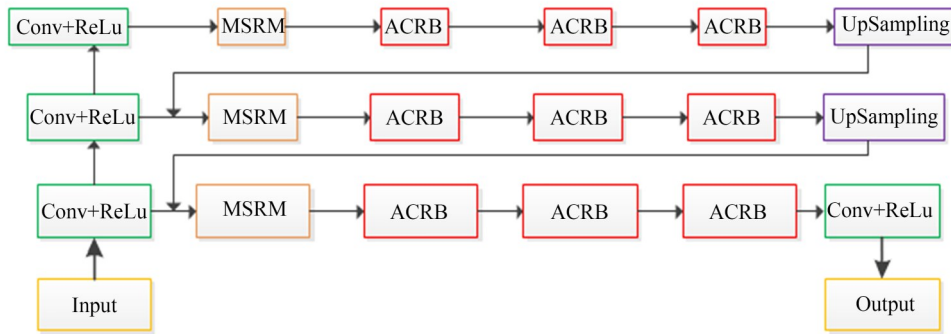 Conv+ReLu
MSRM
ACRB
ACRB
ACRB
UpSampling
Conv+ReLu
MSRM
ACRB
ACRB
ACRB
UpSampling
Conv+ReLu
MSRM
ACRB
ACRB
ACRB
Conv+ReLu
Input
Output